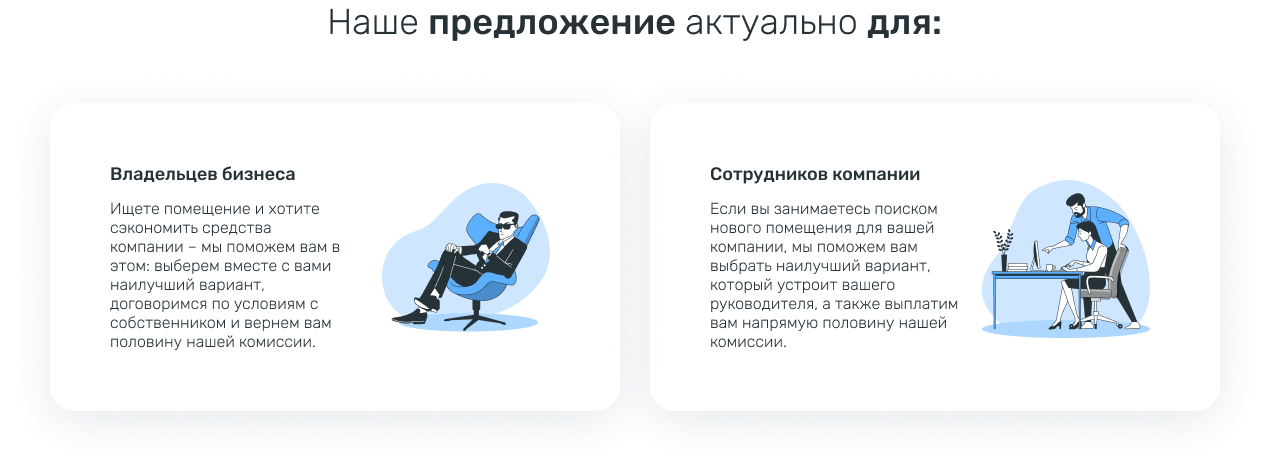 Наше предложение актуально для:
Владельцев бизнеса
Ищете помещение и хотите
сэкономить средства
компании – мы поможем вам в
этом: выберем вместе с вами
наилучший вариант,
договоримся по условиям с
собственником и вернем вам
половину нашей комиссии.
Сотрудников компании
Если вы занимаетесь поиском
нового помещения для вашей
компании, мы поможем вам
выбрать наилучший вариант,
который устроит вашего
руководителя, а также выплатим
вам напрямую половину нашей
комиссии.